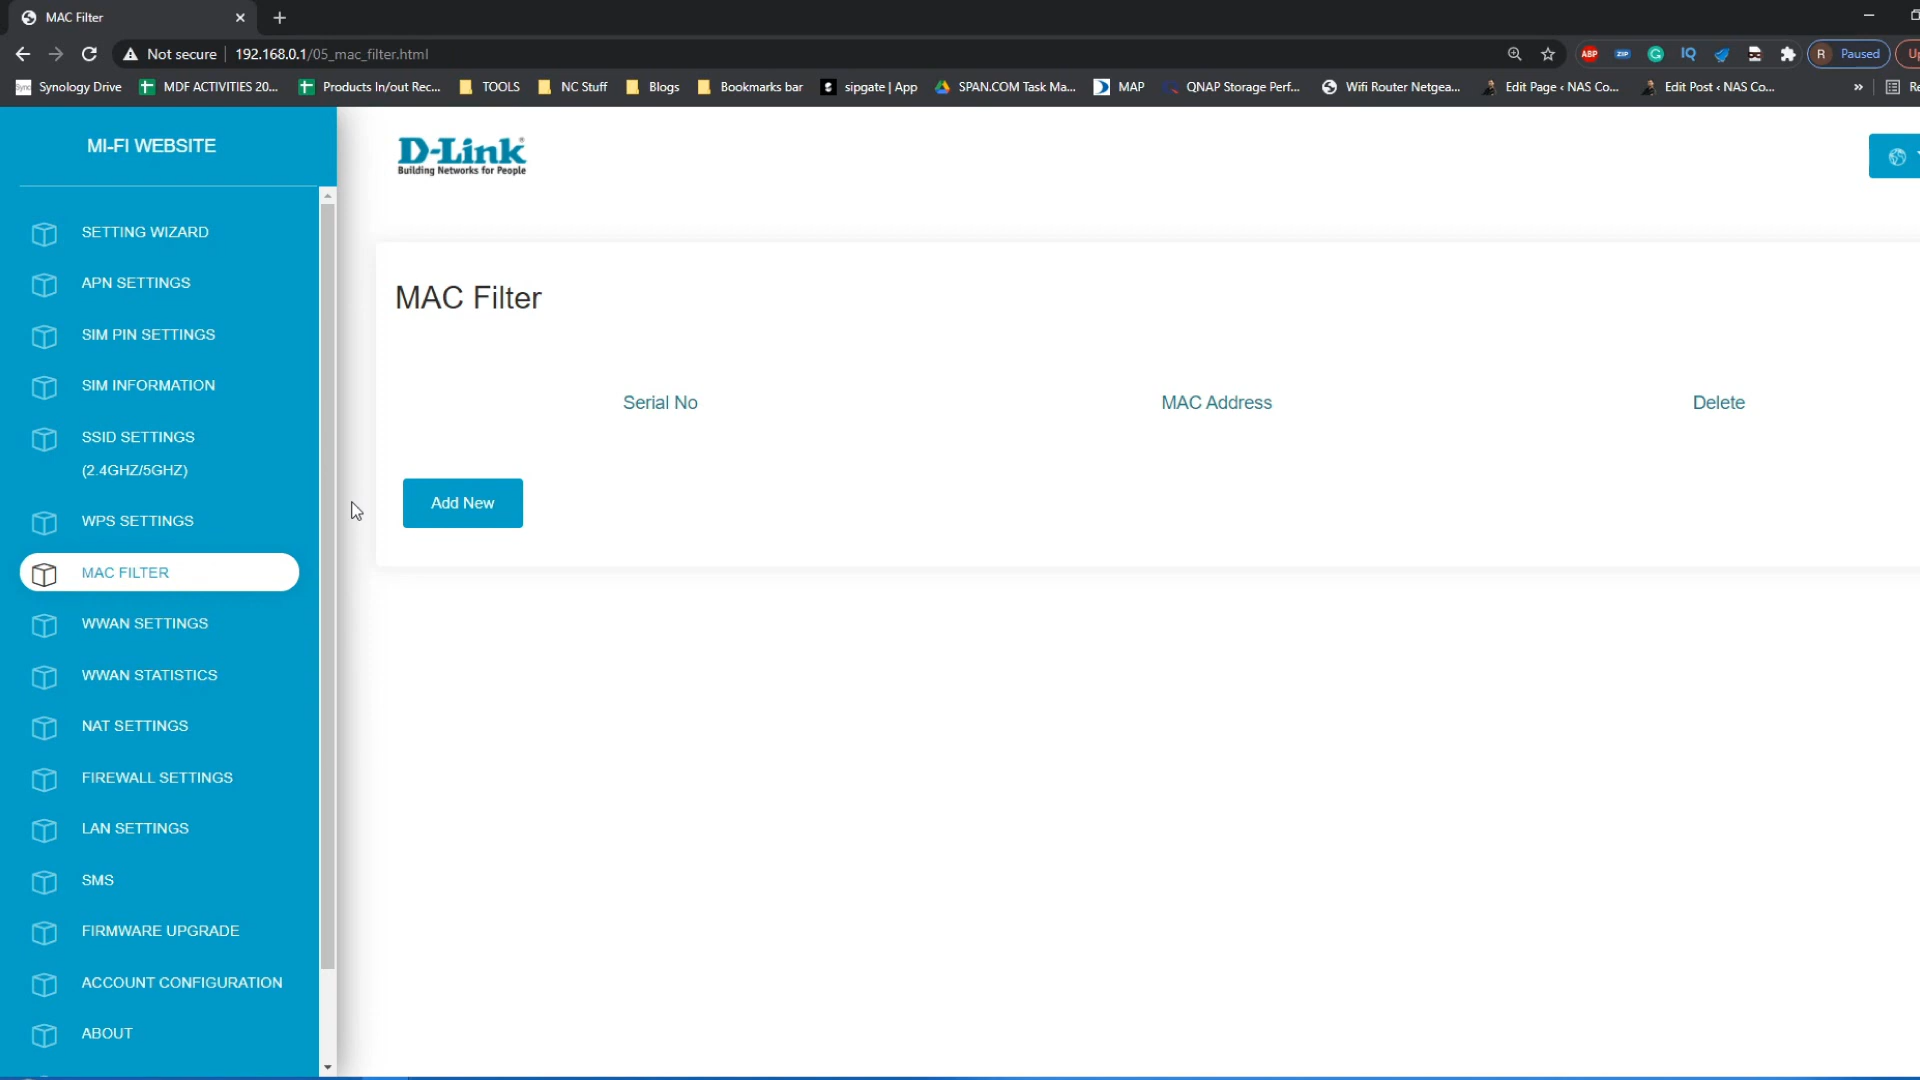 MAC Filter
Not secure
192.168.0.1/05_mac_filter.html
ABP
ZIP
IQ
R
Paused
Synology Drive
MDF ACTIVITIES 20...
Products In/out Rec...
TOOLS
NC Stuff
Blogs
Bookmarks bar
sipgate | App
SPAN.COM Task Ma...
MAP
QNAP Storage Perf...
Wifi Router Netgea...
Edit Page ‹ NAS Co...
Edit Post ‹ NAS Co...
»
MI-FI WEBSITE
SETTING WIZARD
APN SETTINGS
SIM PIN SETTINGS
SIM INFORMATION
SSID SETTINGS
(2.4GHZ/5GHZ)
WPS SETTINGS
MAC FILTER
WWAN SETTINGS
WWAN STATISTICS
NAT SETTINGS
FIREWALL SETTINGS
LAN SETTINGS
SMS
FIRMWARE UPGRADE
ACCOUNT CONFIGURATION
ABOUT
D-Link®
Building Networks for People
MAC Filter
Serial No
MAC Address
Delete
Add New